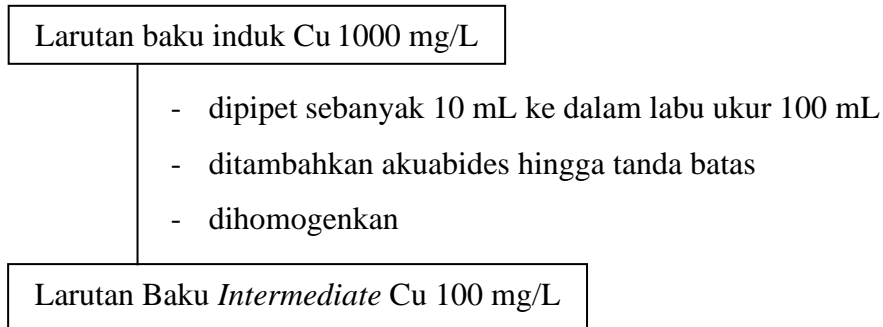 Larutan baku induk Cu 1000 mg/L
- dipipet sebanyak 10 mL ke dalam labu ukur 100 mL
- ditambahkan akuabides hingga tanda batas
- dihomogenkan
Larutan Baku Intermediate Cu 100 mg/L